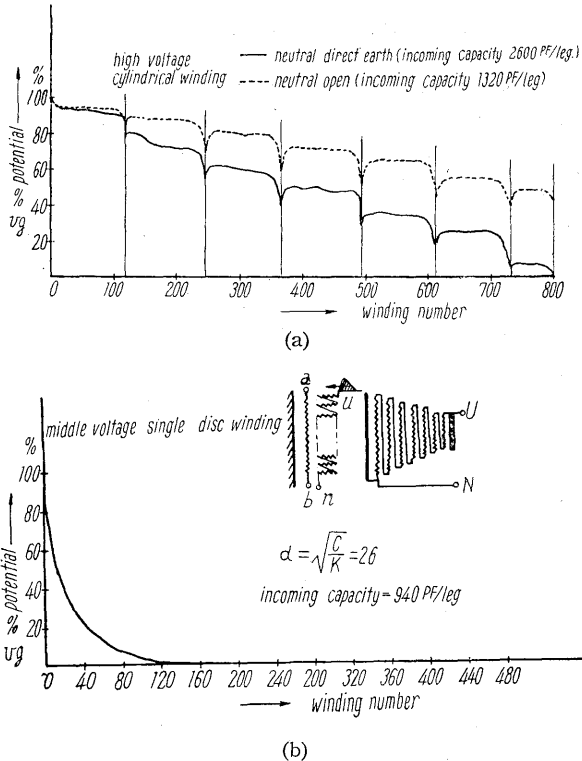 %
100
80
60
40
20
% potential
υg
high voltage
cylindrical winding
neutral direct earth (incoming capacity 2600 PF/leg.)
neutral open (incoming capacity 1320 PF/leg)
0 100 200 300 400 500 600 700 800
winding number
(a)
middle voltage single disc winding
%
100
80
60
40
20
% potential
υg
a
u
U
b n
N
α = √C/K = 26
incoming capacity = 940 PF/leg
0 40 80 120 160 200 240 280 320 360 400 440 480
winding number
(b)